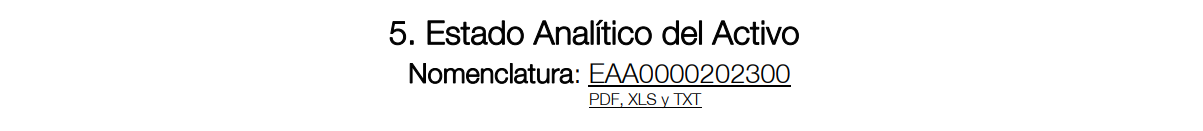 5. Estado Analítico del Activo
Nomenclatura: EAA0000202300
PDF, XLS y TXT